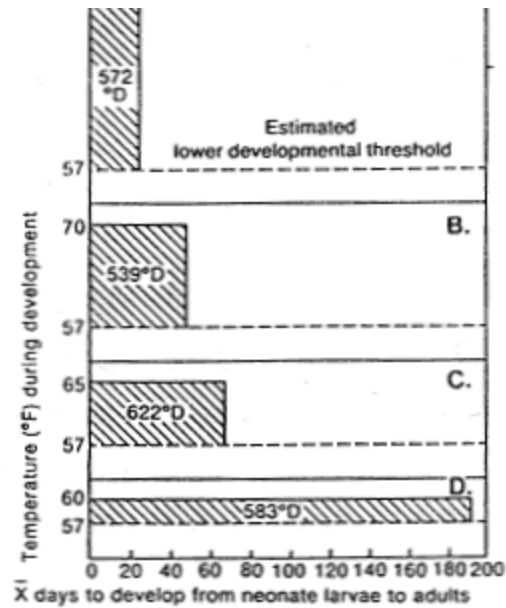 572
°D
Estimated
lower developmental threshold
57
70
B.
539°D
57
65
C.
622°D
57
D.
60
583°D
57
Temperature (°F) during development
0 20 40 60 80 100 120 140 160 180 200
X̄ days to develop from neonate larvae to adults